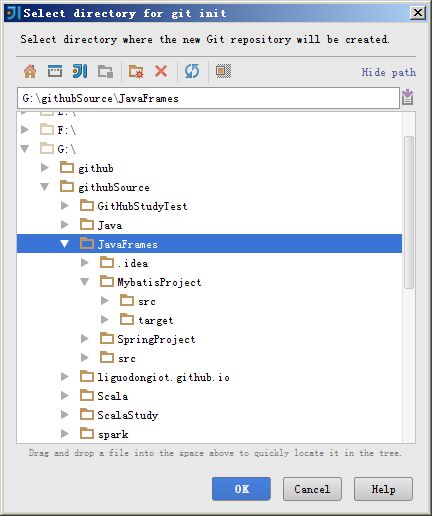 Select directory for git init
Select directory where the new Git repository will be created.
Hide path
G:\githubSource\JavaFrames
F:\
G:\
github
githubSource
GitHubStudyTest
Java
JavaFrames
.idea
MybatisProject
src
target
SpringProject
src
liguodongiot.github.io
Scala
ScalaStudy
spark
Drag and drop a file into the space above to quickly locate it in the tree.
OK
Cancel
Help